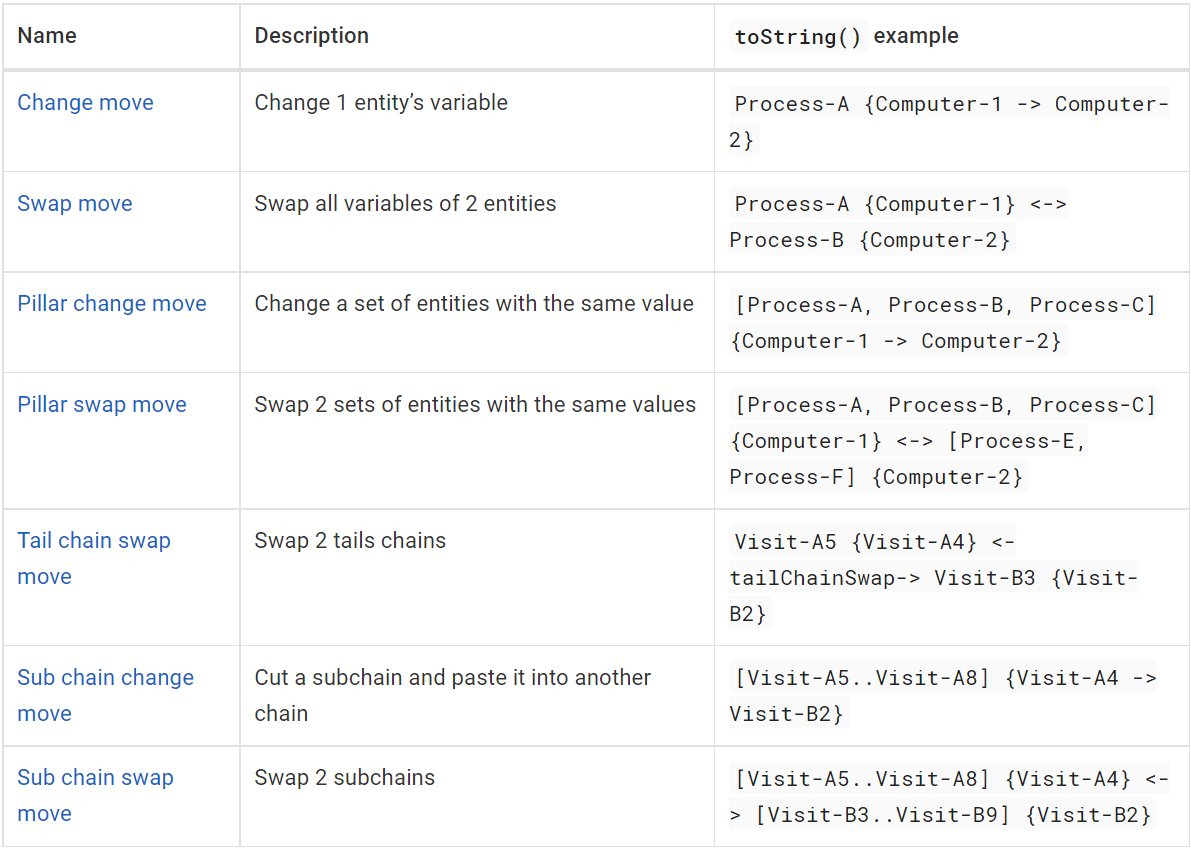 Name Description toString() example
Change move Change 1 entity’s variable Process-A {Computer-1 -> Computer-
2}
Swap move Swap all variables of 2 entities Process-A {Computer-1} <->
Process-B {Computer-2}
Pillar change move Change a set of entities with the same value [Process-A, Process-B, Process-C]
{Computer-1 -> Computer-2}
Pillar swap move Swap 2 sets of entities with the same values [Process-A, Process-B, Process-C]
{Computer-1} <-> [Process-E,
Process-F] {Computer-2}
Tail chain swap Swap 2 tails chains Visit-A5 {Visit-A4} <-
move tailChainSwap-> Visit-B3 {Visit-
B2}
Sub chain change Cut a subchain and paste it into another [Visit-A5..Visit-A8] {Visit-A4 ->
move chain Visit-B2}
Sub chain swap Swap 2 subchains [Visit-A5..Visit-A8] {Visit-A4} <-
move > [Visit-B3..Visit-B9] {Visit-B2}